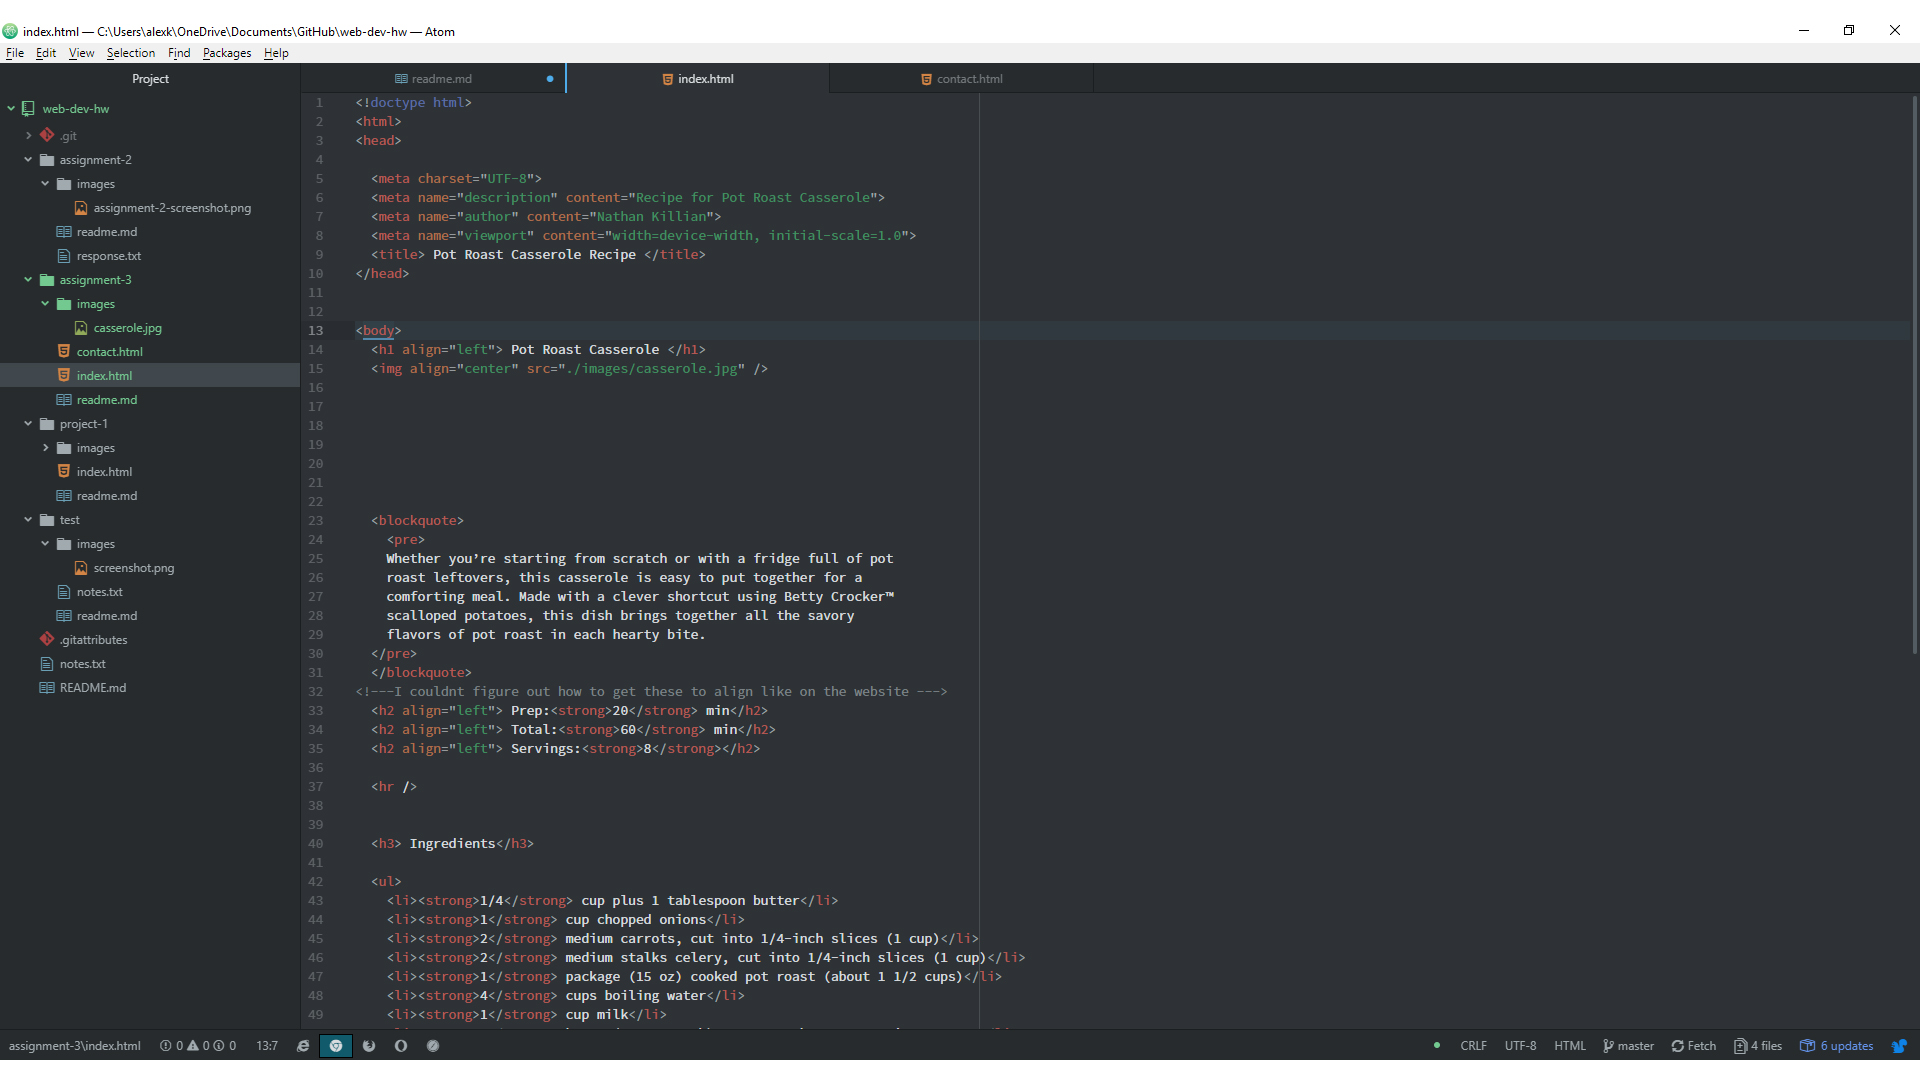 index.html — C:\Users\alexk\OneDrive\Documents\GitHub\web-dev-hw — Atom
File Edit View Selection Find Packages Help
Project
web-dev-hw
.git
assignment-2
images
assignment-2-screenshot.png
readme.md
response.txt
assignment-3
images
casserole.jpg
contact.html
index.html
readme.md
project-1
images
index.html
readme.md
test
images
screenshot.png
notes.txt
readme.md
.gitattributes
notes.txt
README.md
readme.md index.html contact.html
1 <!doctype html>
2 <html>
3 <head>
4
5 <meta charset="UTF-8">
6 <meta name="description" content="Recipe for Pot Roast Casserole">
7 <meta name="author" content="Nathan Killian">
8 <meta name="viewport" content="width=device-width, initial-scale=1.0">
9 <title> Pot Roast Casserole Recipe </title>
10 </head>
11
12
13 <body>
14 <h1 align="left"> Pot Roast Casserole </h1>
15 <img align="center" src="./images/casserole.jpg" />
16
17
18
19
20
21
22
23 <blockquote>
24 <pre>
25 Whether you’re starting from scratch or with a fridge full of pot
26 roast leftovers, this casserole is easy to put together for a
27 comforting meal. Made with a clever shortcut using Betty Crocker™
28 scalloped potatoes, this dish brings together all the savory
29 flavors of pot roast in each hearty bite.
30 </pre>
31 </blockquote>
32 <!---I couldnt figure out how to get these to align like on the website --->
33 <h2 align="left"> Prep:<strong>20</strong> min</h2>
34 <h2 align="left"> Total:<strong>60</strong> min</h2>
35 <h2 align="left"> Servings:<strong>8</strong></h2>
36
37 <hr />
38
39
40 <h3> Ingredients</h3>
41
42 <ul>
43 <li><strong>1/4</strong> cup plus 1 tablespoon butter</li>
44 <li><strong>1</strong> cup chopped onions</li>
45 <li><strong>2</strong> medium carrots, cut into 1/4-inch slices (1 cup)</li>
46 <li><strong>2</strong> medium stalks celery, cut into 1/4-inch slices (1 cup)</li>
47 <li><strong>1</strong> package (15 oz) cooked pot roast (about 1 1/2 cups)</li>
48 <li><strong>4</strong> cups boiling water</li>
49 <li><strong>1</strong> cup milk</li>
assignment-3\index.html 0 0 0 13:7 CRLF UTF-8 HTML master Fetch 4 files 6 updates